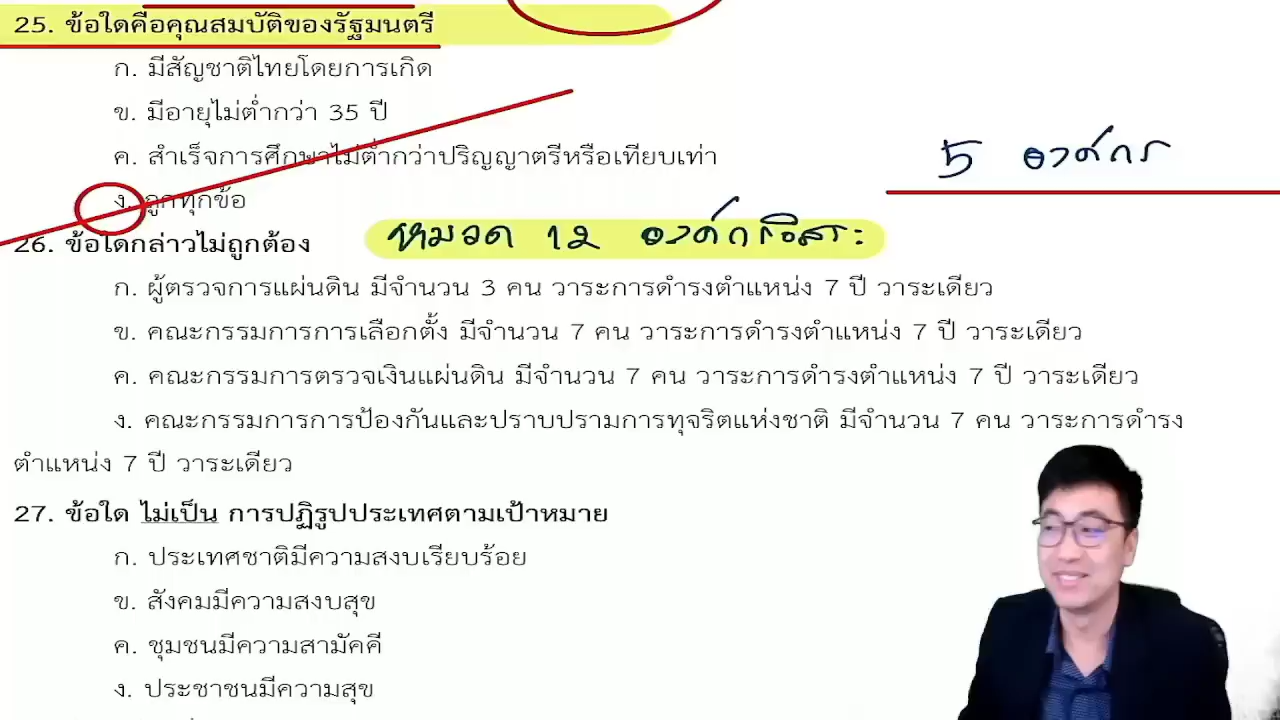 25. ข้อใดคือคุณสมบัติของรัฐมนตรี
ก. มีสัญชาติไทยโดยการเกิด
ข. มีอายุไม่ต่ำกว่า 35 ปี
ค. สำเร็จการศึกษาไม่ต่ำกว่าปริญญาตรีหรือเทียบเท่า
5 องค์กร
ง. ถูกทุกข้อ
26. ข้อใดกล่าวไม่ถูกต้อง
หมวด 12 องค์กรอิสระ
ก. ผู้ตรวจการแผ่นดิน มีจำนวน 3 คน วาระการดำรงตำแหน่ง 7 ปี วาระเดียว
ข. คณะกรรมการการเลือกตั้ง มีจำนวน 7 คน วาระการดำรงตำแหน่ง 7 ปี วาระเดียว
ค. คณะกรรมการตรวจเงินแผ่นดิน มีจำนวน 7 คน วาระการดำรงตำแหน่ง 7 ปี วาระเดียว
ง. คณะกรรมการการป้องกันและปราบปรามการทุจริตแห่งชาติ มีจำนวน 7 คน วาระการดำรง
ตำแหน่ง 7 ปี วาระเดียว
27. ข้อใด ไม่เป็น การปฏิรูปประเทศตามเป้าหมาย
ก. ประเทศชาติมีความสงบเรียบร้อย
ข. สังคมมีความสงบสุข
ค. ชุมชนมีความสามัคคี
ง. ประชาชนมีความสุข